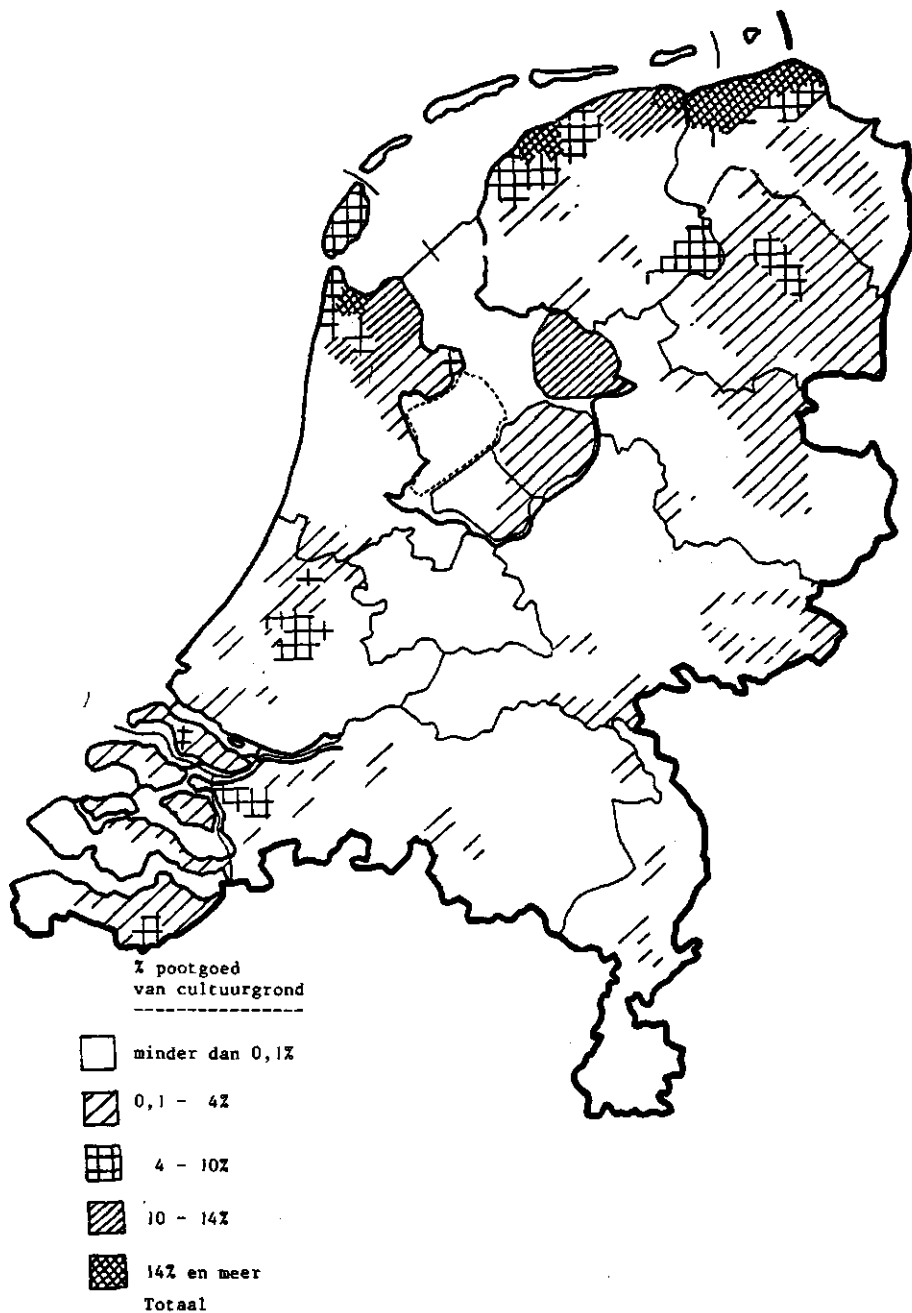 % pootgoed
van cultuurgrond
----------------
minder dan 0,1%
0,1 - 4%
4 - 10%
10 - 14%
14% en meer
Totaal